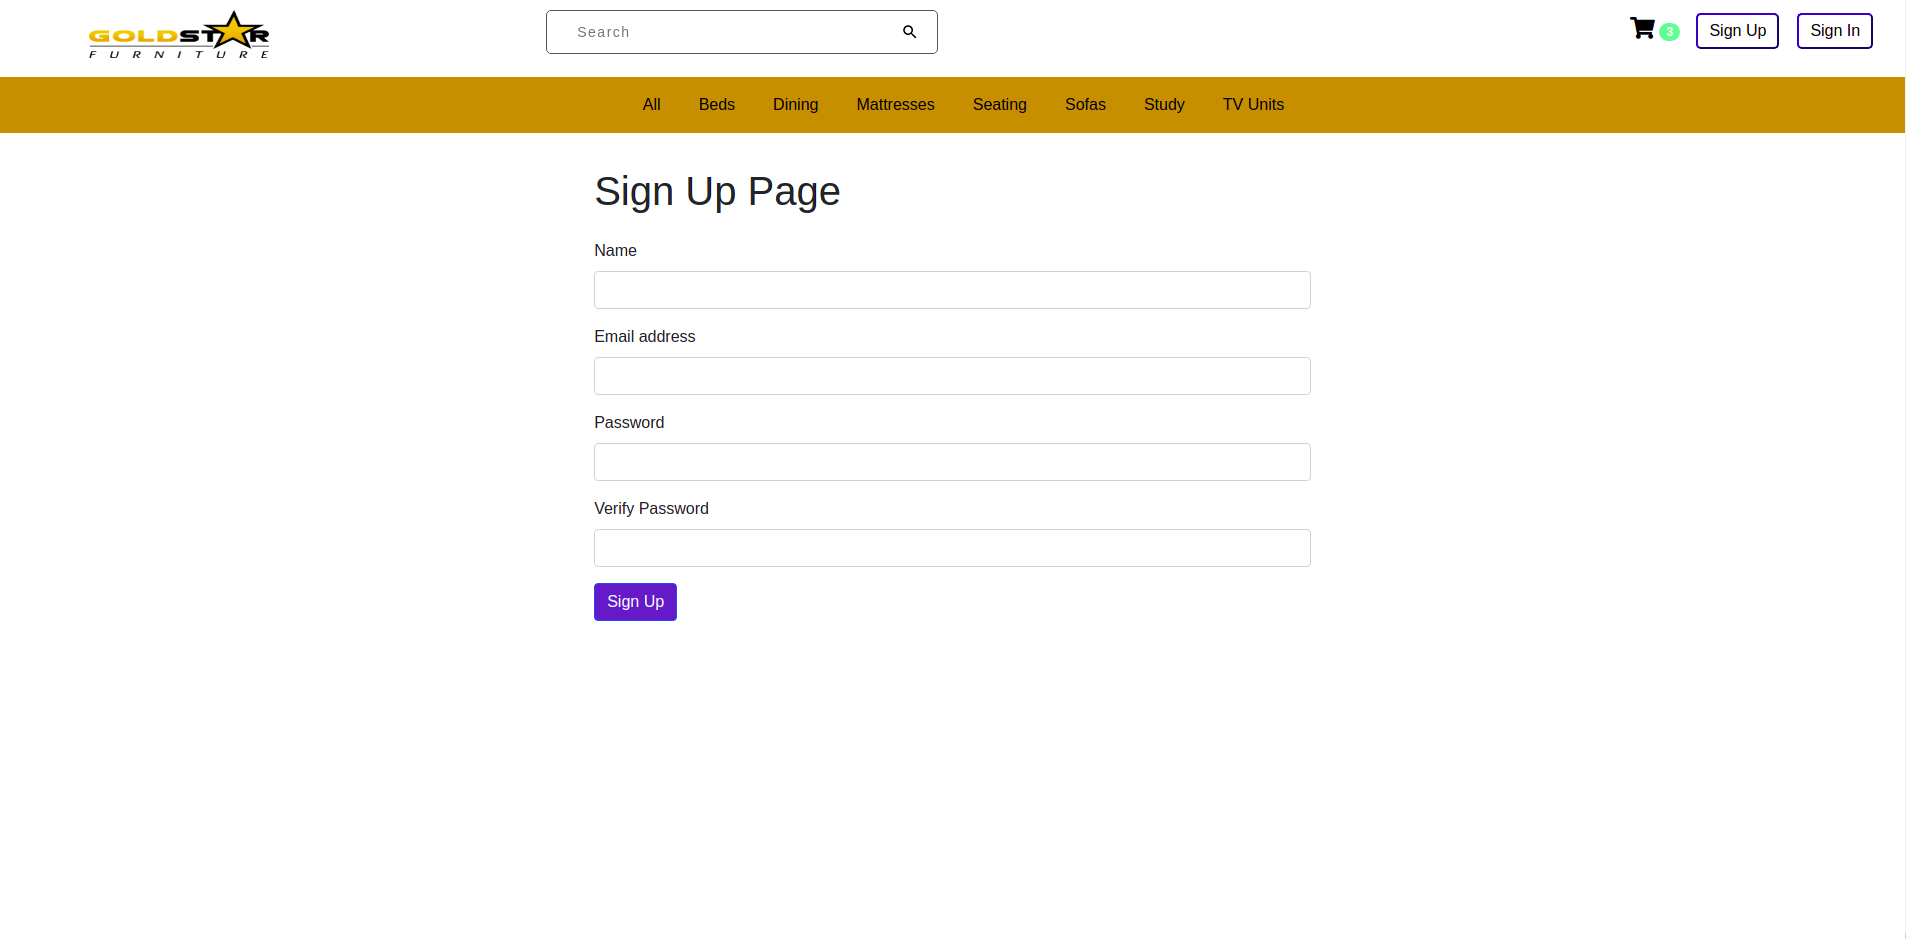 GOLDSTAR
FURNITURE
Search
3
Sign Up
Sign In
All
Beds
Dining
Mattresses
Seating
Sofas
Study
TV Units
Sign Up Page
Name
Email address
Password
Verify Password
Sign Up